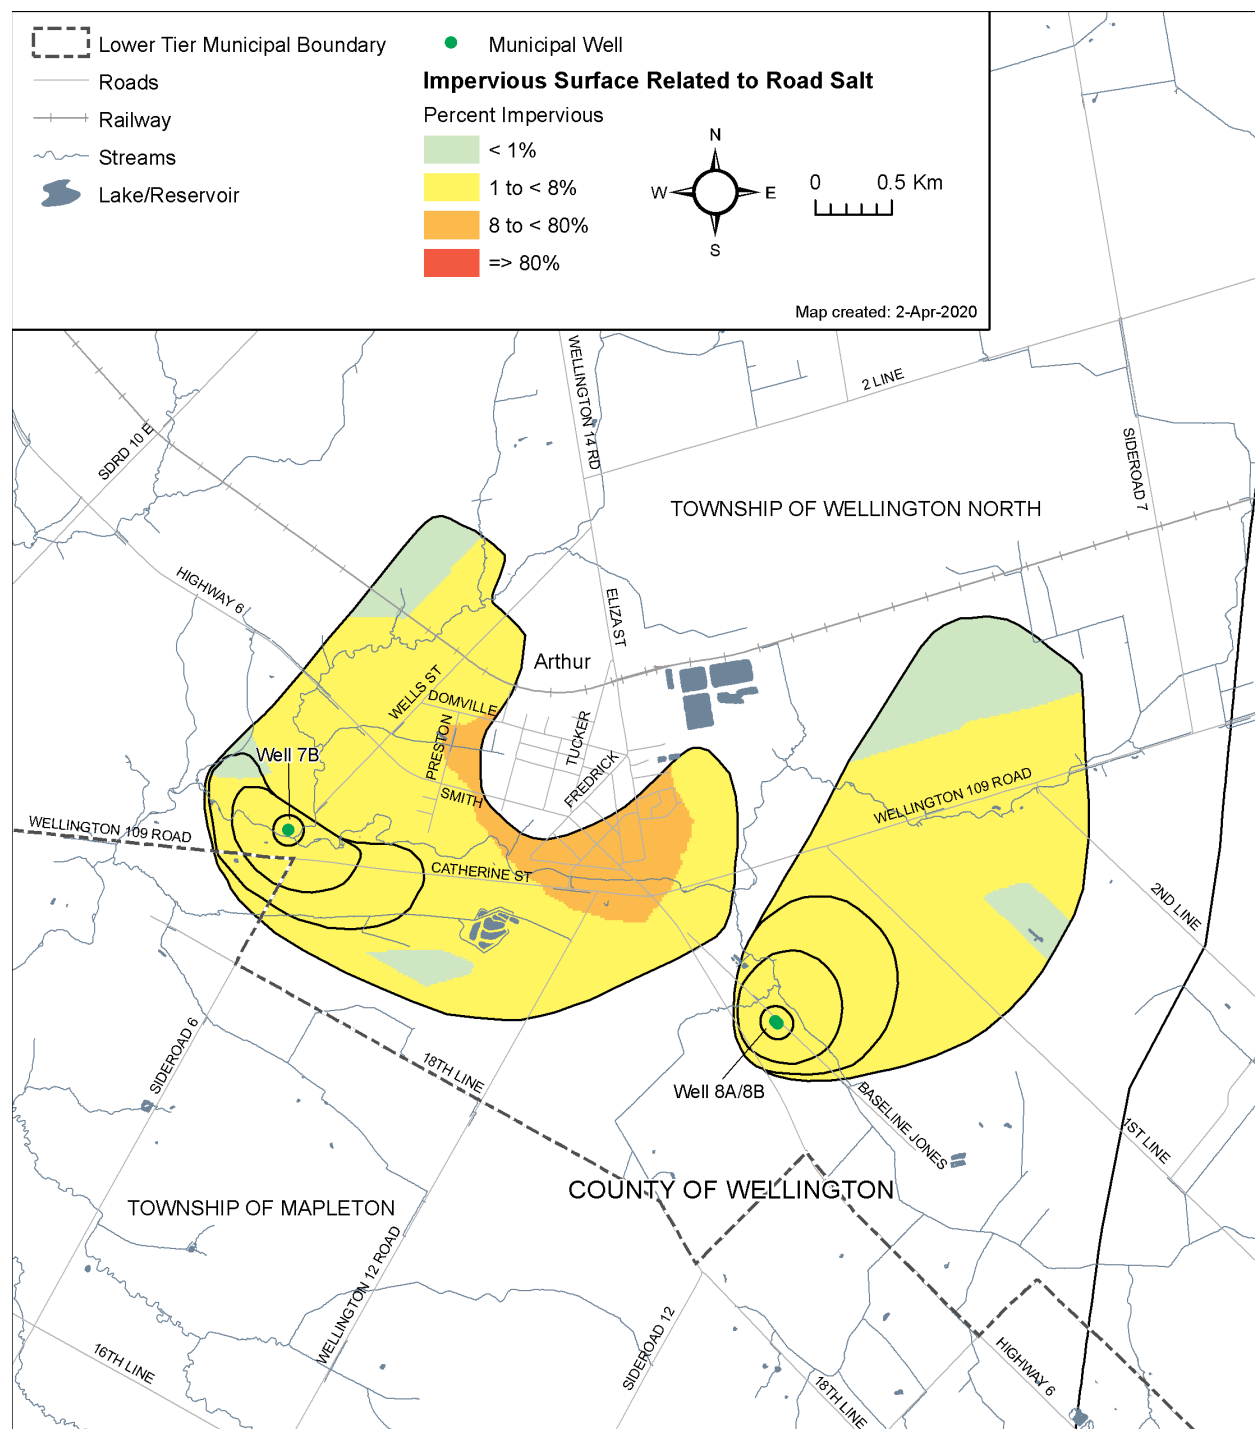 Lower Tier Municipal Boundary
Roads
Railway
Streams
Lake/Reservoir
Municipal Well
Impervious Surface Related to Road Salt
Percent Impervious
< 1%
1 to < 8%
8 to < 80%
=> 80%
N
W
E
S
0
0.5 Km
Map created: 2-Apr-2020
WELLINGTON 14 RD
2 LINE
SDRD 10 E
SIDEROAD 7
TOWNSHIP OF WELLINGTON NORTH
HIGHWAY 6
ELIZA ST
Arthur
WELLS ST
DOMVILLE
PRESTON
TUCKER
FREDRICK
Well 7B
SMITH
WELLINGTON 109 ROAD
WELLINGTON 109 ROAD
CATHERINE ST
2ND LINE
SIDEROAD 6
18TH LINE
Well 8A/8B
BASELINE JONES
1ST LINE
COUNTY OF WELLINGTON
TOWNSHIP OF MAPLETON
WELLINGTON 12 ROAD
16TH LINE
SIDEROAD 12
HIGHWAY 6
18TH LINE